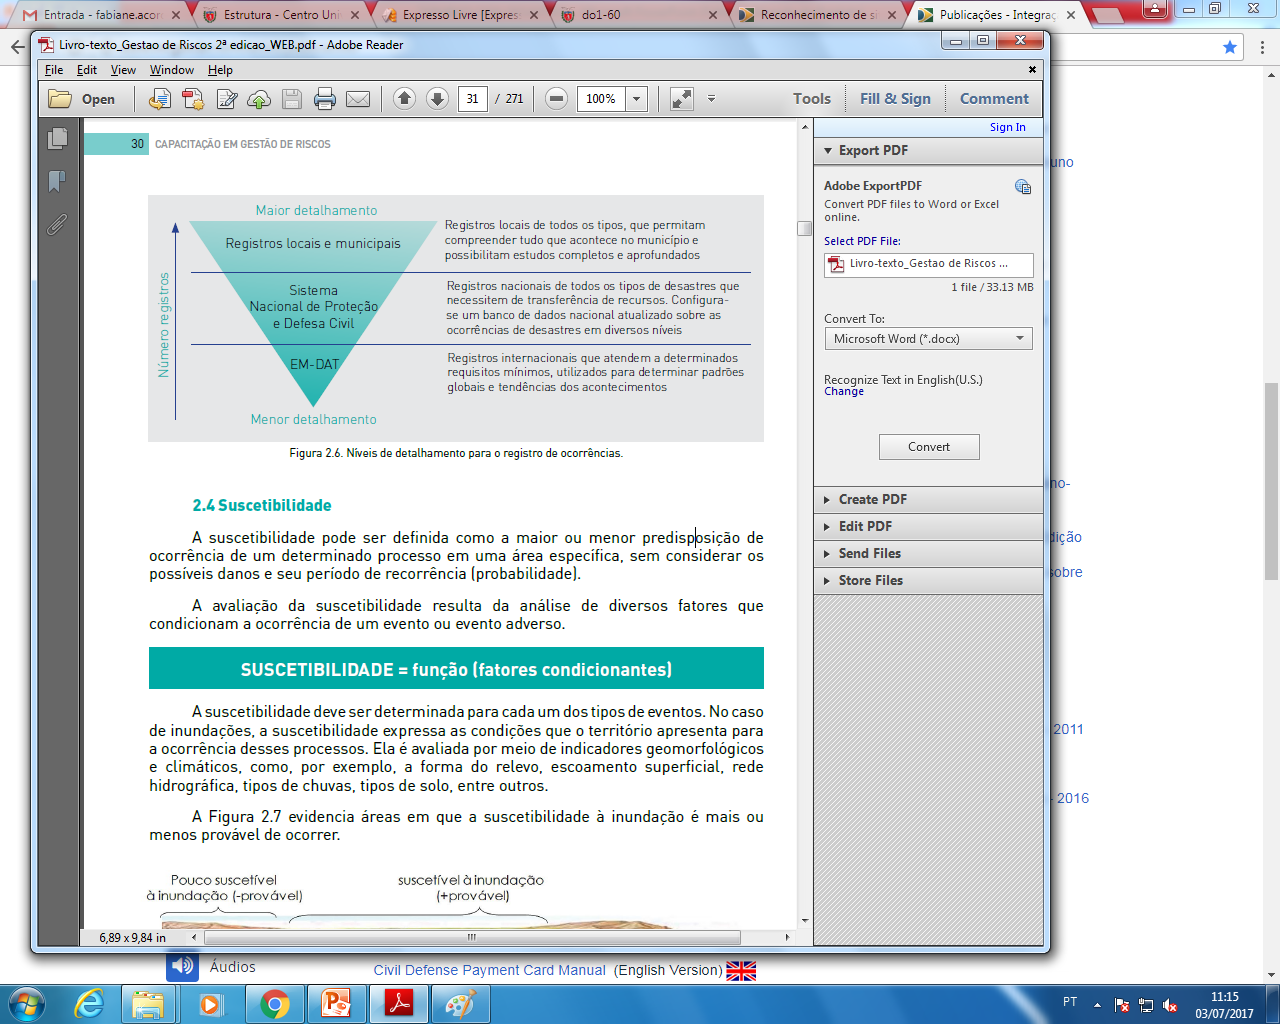 Entrada - fabiane.acon
Estrutura - Centro Uni
Expresso Livre [Expres
do1-60
Reconhecimento de si
Publicações - Integraç
Livro-texto_Gestao de Riscos 2ª edicao_WEB.pdf - Adobe Reader
File Edit View Window Help
Open
31 / 271
100%
Tools
Fill & Sign
Comment
Sign In
30 CAPACITAÇÃO EM GESTÃO DE RISCOS
Maior detalhamento
Número registros
Registros locais e municipais
Registros locais de todos os tipos, que permitam
compreender tudo que acontece no município e
possibilitam estudos completos e aprofundados
Sistema
Nacional de Proteção
e Defesa Civil
Registros nacionais de todos os tipos de desastres que
necessitem de transferência de recursos. Configura-
se um banco de dados nacional atualizado sobre as
ocorrências de desastres em diversos níveis
EM-DAT
Registros internacionais que atendem a determinados
requisitos mínimos, utilizados para determinar padrões
globais e tendências dos acontecimentos
Menor detalhamento
Figura 2.6. Níveis de detalhamento para o registro de ocorrências.
2.4 Suscetibilidade
A suscetibilidade pode ser definida como a maior ou menor predisposição de
ocorrência de um determinado processo em uma área específica, sem considerar os
possíveis danos e seu período de recorrência (probabilidade).
A avaliação da suscetibilidade resulta da análise de diversos fatores que
condicionam a ocorrência de um evento ou evento adverso.
SUSCETIBILIDADE = função (fatores condicionantes)
A suscetibilidade deve ser determinada para cada um dos tipos de eventos. No caso
de inundações, a suscetibilidade expressa as condições que o território apresenta para
a ocorrência desses processos. Ela é avaliada por meio de indicadores geomorfológicos
e climáticos, como, por exemplo, a forma do relevo, escoamento superficial, rede
hidrográfica, tipos de chuvas, tipos de solo, entre outros.
A Figura 2.7 evidencia áreas em que a suscetibilidade à inundação é mais ou
menos provável de ocorrer.
Pouco suscetível
à inundação (-provável)
suscetível à inundação
(+provável)
6,89 x 9,84 in
Export PDF
Adobe ExportPDF
Convert PDF files to Word or Excel
online.
Select PDF File:
Livro-texto_Gestao de Riscos ...
1 file / 33.13 MB
Convert To:
Microsoft Word (*.docx)
Recognize Text in English(U.S.)
Change
Convert
Create PDF
Edit PDF
Send Files
Store Files
uno
no-
dição
sobre
2011
- 2016
Áudios
Civil Defense Payment Card Manual (English Version)
PT
11:15
03/07/2017